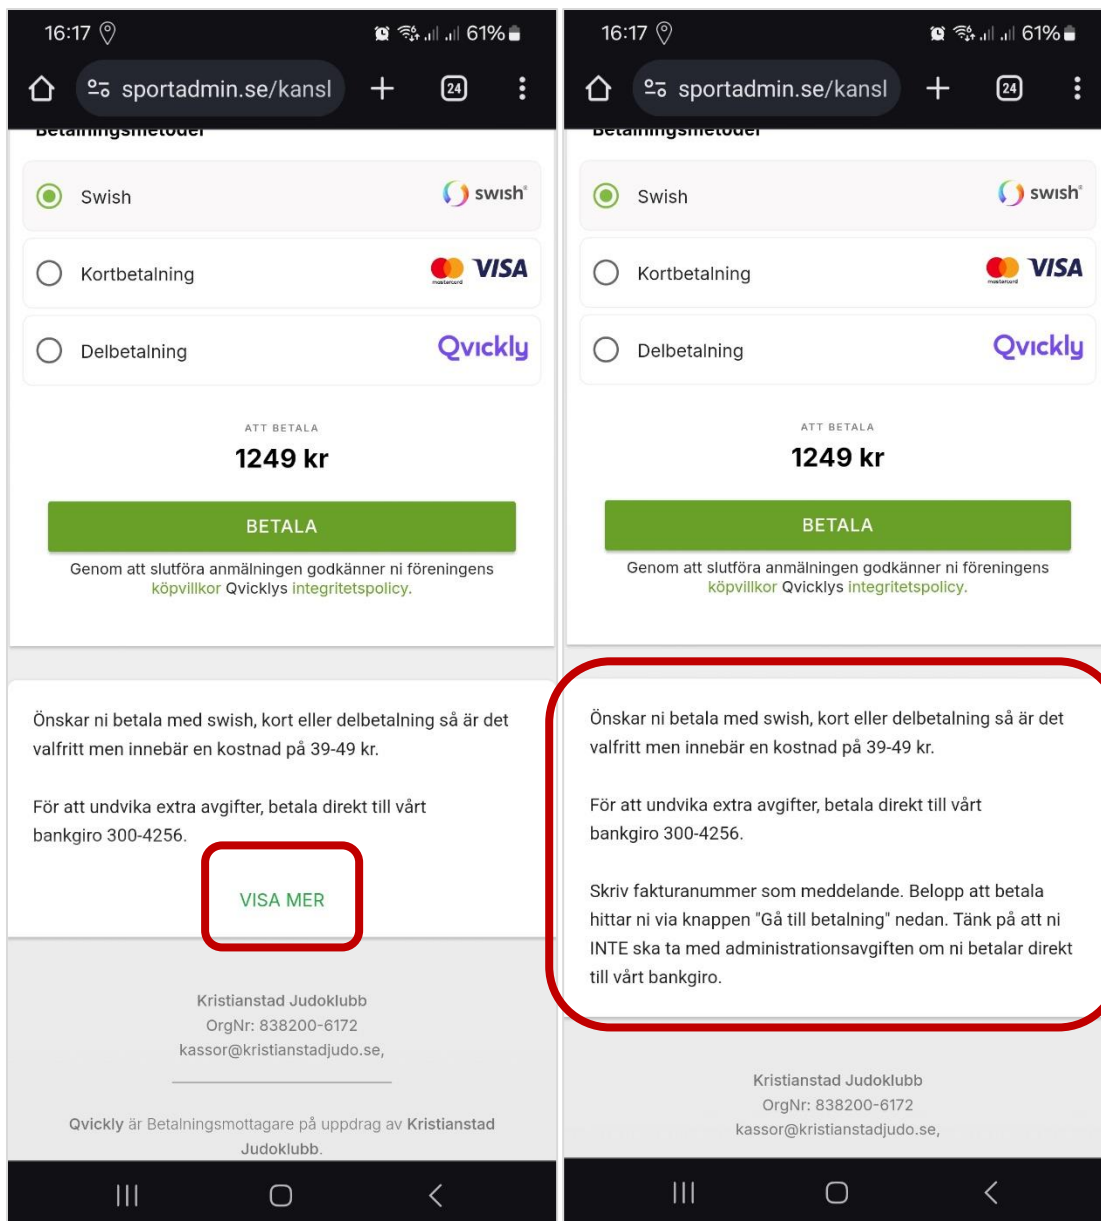 16:17
61%
sportadmin.se/kansl
24
Betalningsmetoder
Swish
swish
Kortbetalning
mastercard
VISA
Delbetalning
Qvickly
ATT BETALA
1249 kr
BETALA
Genom att slutföra anmälningen godkänner ni föreningens
köpvillkor Qvicklys integritetspolicy.
Önskar ni betala med swish, kort eller delbetalning så är det
valfritt men innebär en kostnad på 39-49 kr.
För att undvika extra avgifter, betala direkt till vårt
bankgiro 300-4256.
VISA MER
Kristianstad Judoklubb
OrgNr: 838200-6172
kassor@kristianstadjudo.se,
Qvickly är Betalningsmottagare på uppdrag av Kristianstad
Judoklubb.
16:17
61%
sportadmin.se/kansl
24
Betalningsmetoder
Swish
swish
Kortbetalning
mastercard
VISA
Delbetalning
Qvickly
ATT BETALA
1249 kr
BETALA
Genom att slutföra anmälningen godkänner ni föreningens
köpvillkor Qvicklys integritetspolicy.
Önskar ni betala med swish, kort eller delbetalning så är det
valfritt men innebär en kostnad på 39-49 kr.
För att undvika extra avgifter, betala direkt till vårt
bankgiro 300-4256.
Skriv fakturanummer som meddelande. Belopp att betala
hittar ni via knappen "Gå till betalning" nedan. Tänk på att ni
INTE ska ta med administrationsavgiften om ni betalar direkt
till vårt bankgiro.
Kristianstad Judoklubb
OrgNr: 838200-6172
kassor@kristianstadjudo.se,